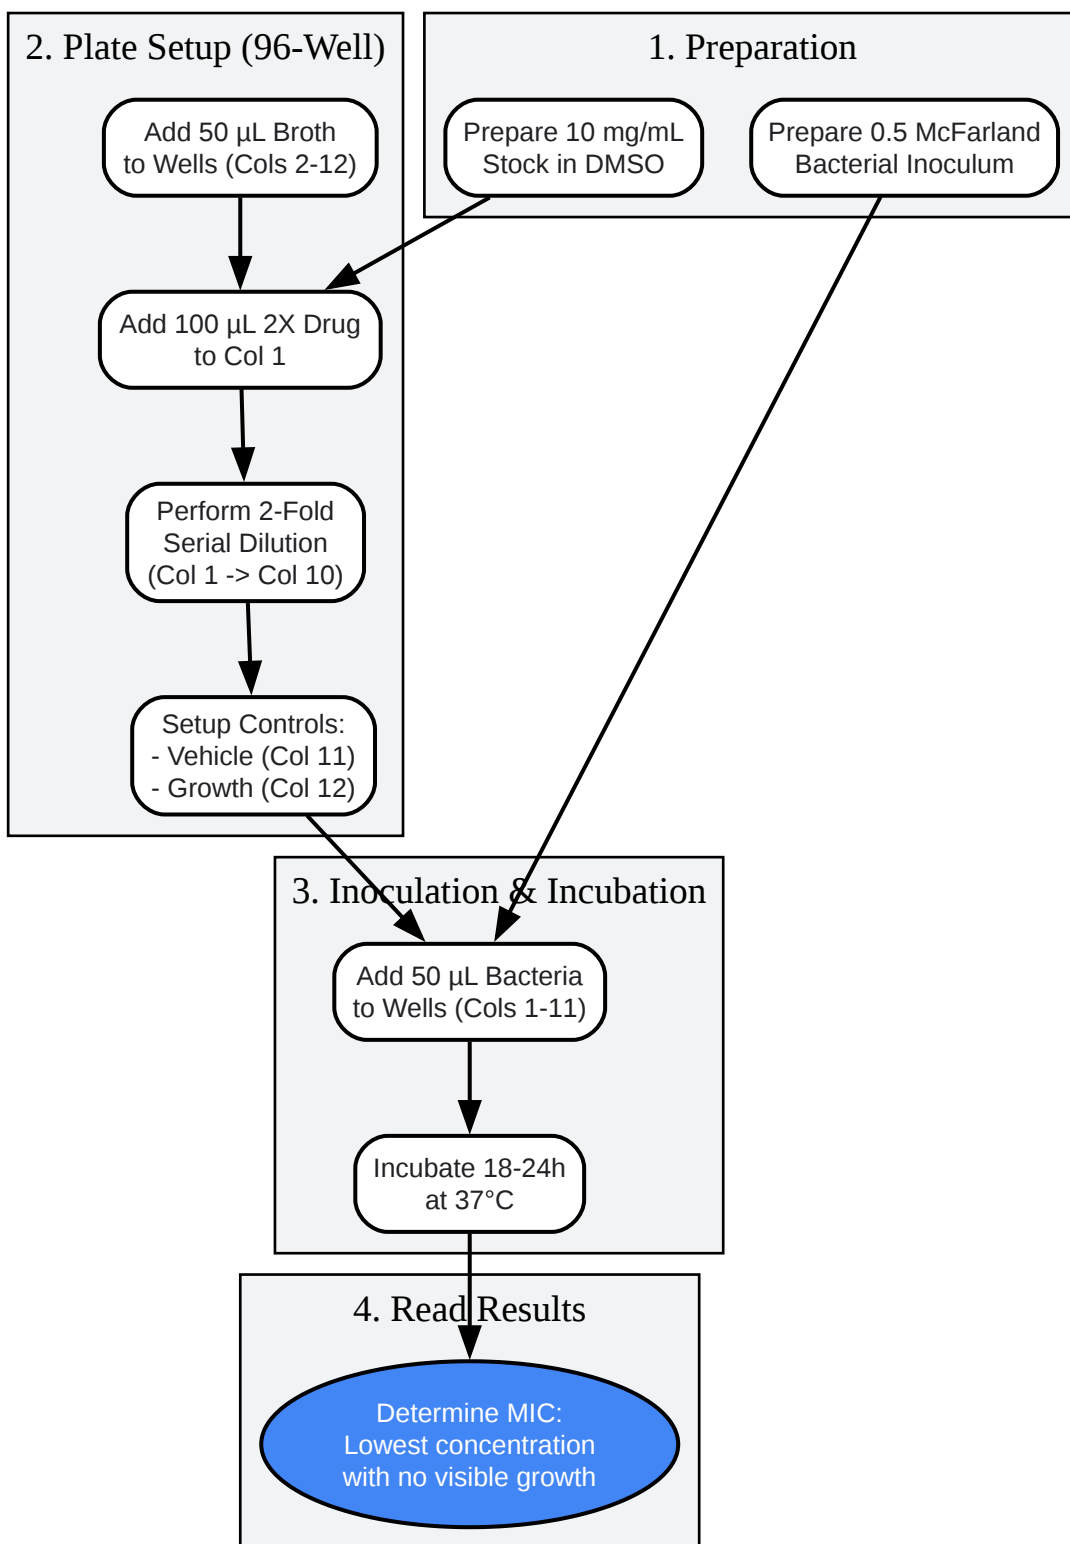 2. Plate Setup (96-Well)
Add 50 µL Broth
to Wells (Cols 2-12)
Add 100 µL 2X Drug
to Col 1
Perform 2-Fold
Serial Dilution
(Col 1 -> Col 10)
Setup Controls:
- Vehicle (Col 11)
- Growth (Col 12)
1. Preparation
Prepare 10 mg/mL
Stock in DMSO
Prepare 0.5 McFarland
Bacterial Inoculum
3. Inoculation & Incubation
Add 50 µL Bacteria
to Wells (Cols 1-11)
Incubate 18-24h
at 37°C
4. Read Results
Determine MIC:
Lowest concentration
with no visible growth